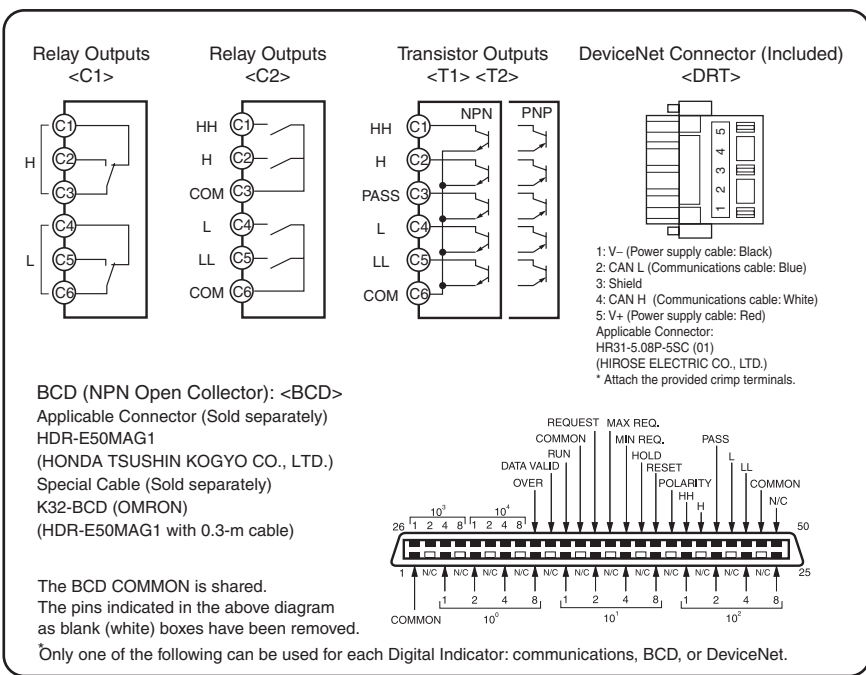 Relay Outputs
<C1>
C1
C2
C3
H
C4
C5
C6
L
Relay Outputs
<C2>
HH C1
H C2
COM C3
L C4
LL C5
COM C6
Transistor Outputs
<T1> <T2>
NPN PNP
HH C1
H C2
PASS C3
L C4
LL C5
COM C6
DeviceNet Connector (Included)
<DRT>
1 2 3 4 5
1: V– (Power supply cable: Black)
2: CAN L (Communications cable: Blue)
3: Shield
4: CAN H (Communications cable: White)
5: V+ (Power supply cable: Red)
Applicable Connector:
HR31-5.08P-5SC (01)
(HIROSE ELECTRIC CO., LTD.)
* Attach the provided crimp terminals.
BCD (NPN Open Collector): <BCD>
Applicable Connector (Sold separately)
HDR-E50MAG1
(HONDA TSUSHIN KOGYO CO., LTD.)
Special Cable (Sold separately)
K32-BCD (OMRON)
(HDR-E50MAG1 with 0.3-m cable)
The BCD COMMON is shared.
The pins indicated in the above diagram
as blank (white) boxes have been removed.
REQUEST MAX REQ.
COMMON MIN REQ. PASS
RUN HOLD L
DATA VALID RESET LL
OVER POLARITY COMMON
HH N/C
H
10³ 10⁴
26 1 2 4 8 1 2 4 8 50
1 N/C N/C N/C N/C N/C N/C N/C N/C N/C N/C N/C N/C 25
COMMON 1 2 4 8 1 2 4 8 1 2 4 8
10⁰ 10¹ 10²
*Only one of the following can be used for each Digital Indicator: communications, BCD, or DeviceNet.